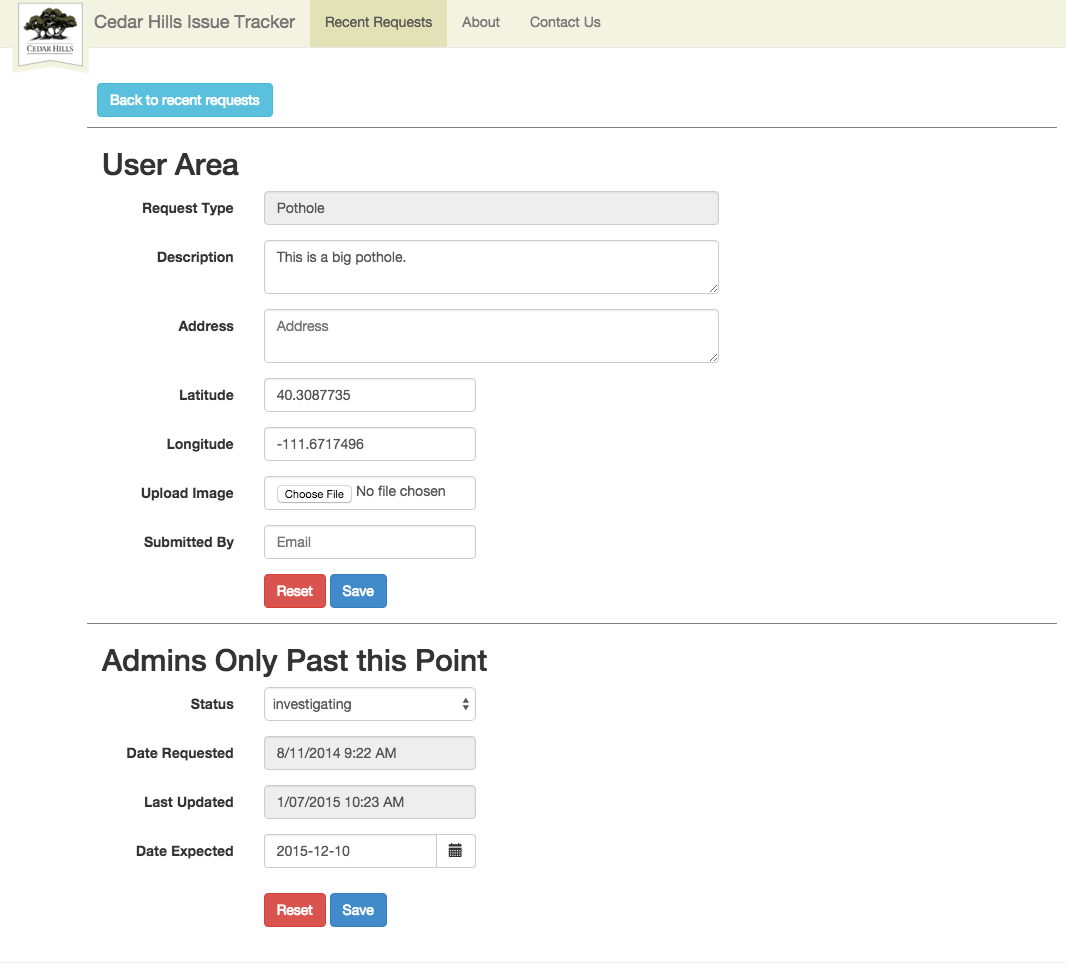 CEDAR HILLS
Cedar Hills Issue Tracker Recent Requests About Contact Us
Back to recent requests
User Area
Request Type Pothole
Description This is a big pothole.
Address Address
Latitude 40.3087735
Longitude -111.6717496
Upload Image Choose File No file chosen
Submitted By Email
Reset Save
Admins Only Past this Point
Status investigating
Date Requested 8/11/2014 9:22 AM
Last Updated 1/07/2015 10:23 AM
Date Expected 2015-12-10
Reset Save